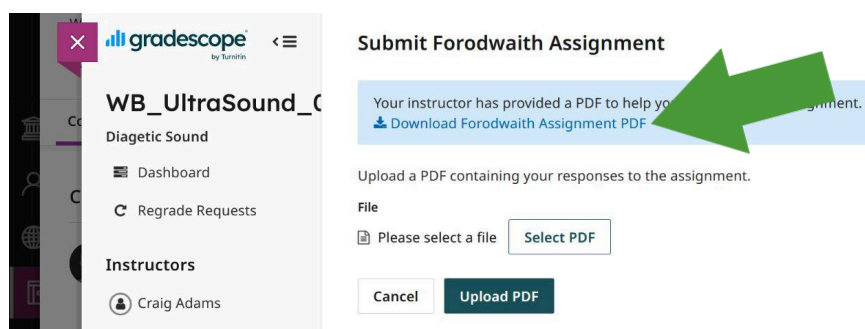 gradescope
by Turnitin
WB_UltraSound_
Diagetic Sound
Dashboard
Regrade Requests
Instructors
Craig Adams
Submit Forodwaith Assignment
Your instructor has provided a PDF to help
Download Forodwaith Assignment PDF
Upload a PDF containing your responses to the assignment.
File
Please select a file
Select PDF
Cancel
Upload PDF